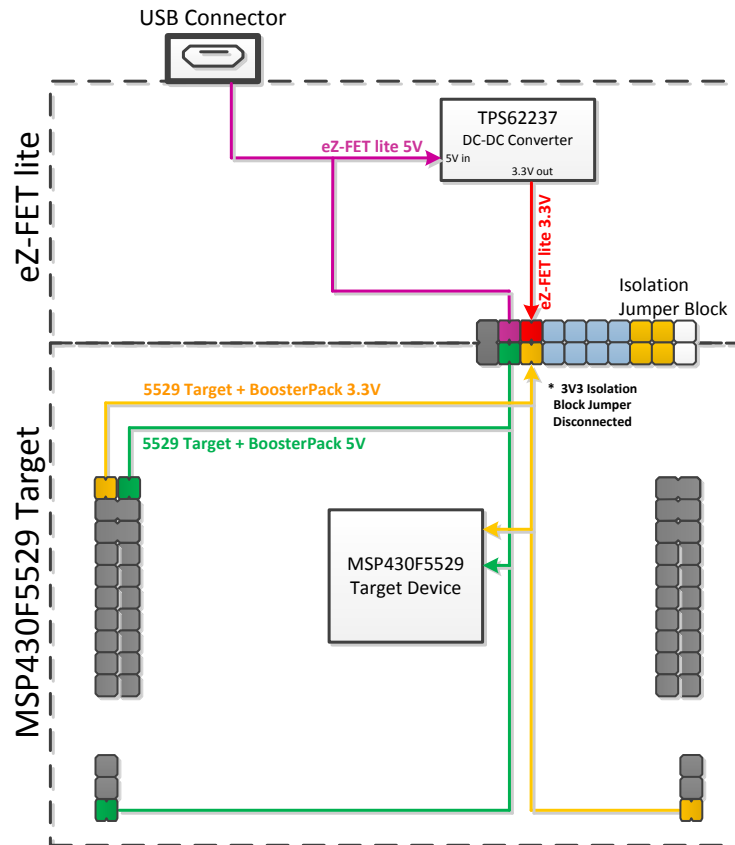 USB Connector
eZ-FET lite
TPS62237
DC-DC Converter
5V in
3.3V out
eZ-FET lite 5V
eZ-FET lite 3.3V
Isolation
Jumper Block
MSP430F5529 Target
5529 Target + BoosterPack 3.3V
5529 Target + BoosterPack 5V
* 3V3 Isolation
Block Jumper
Disconnected
MSP430F5529
Target Device